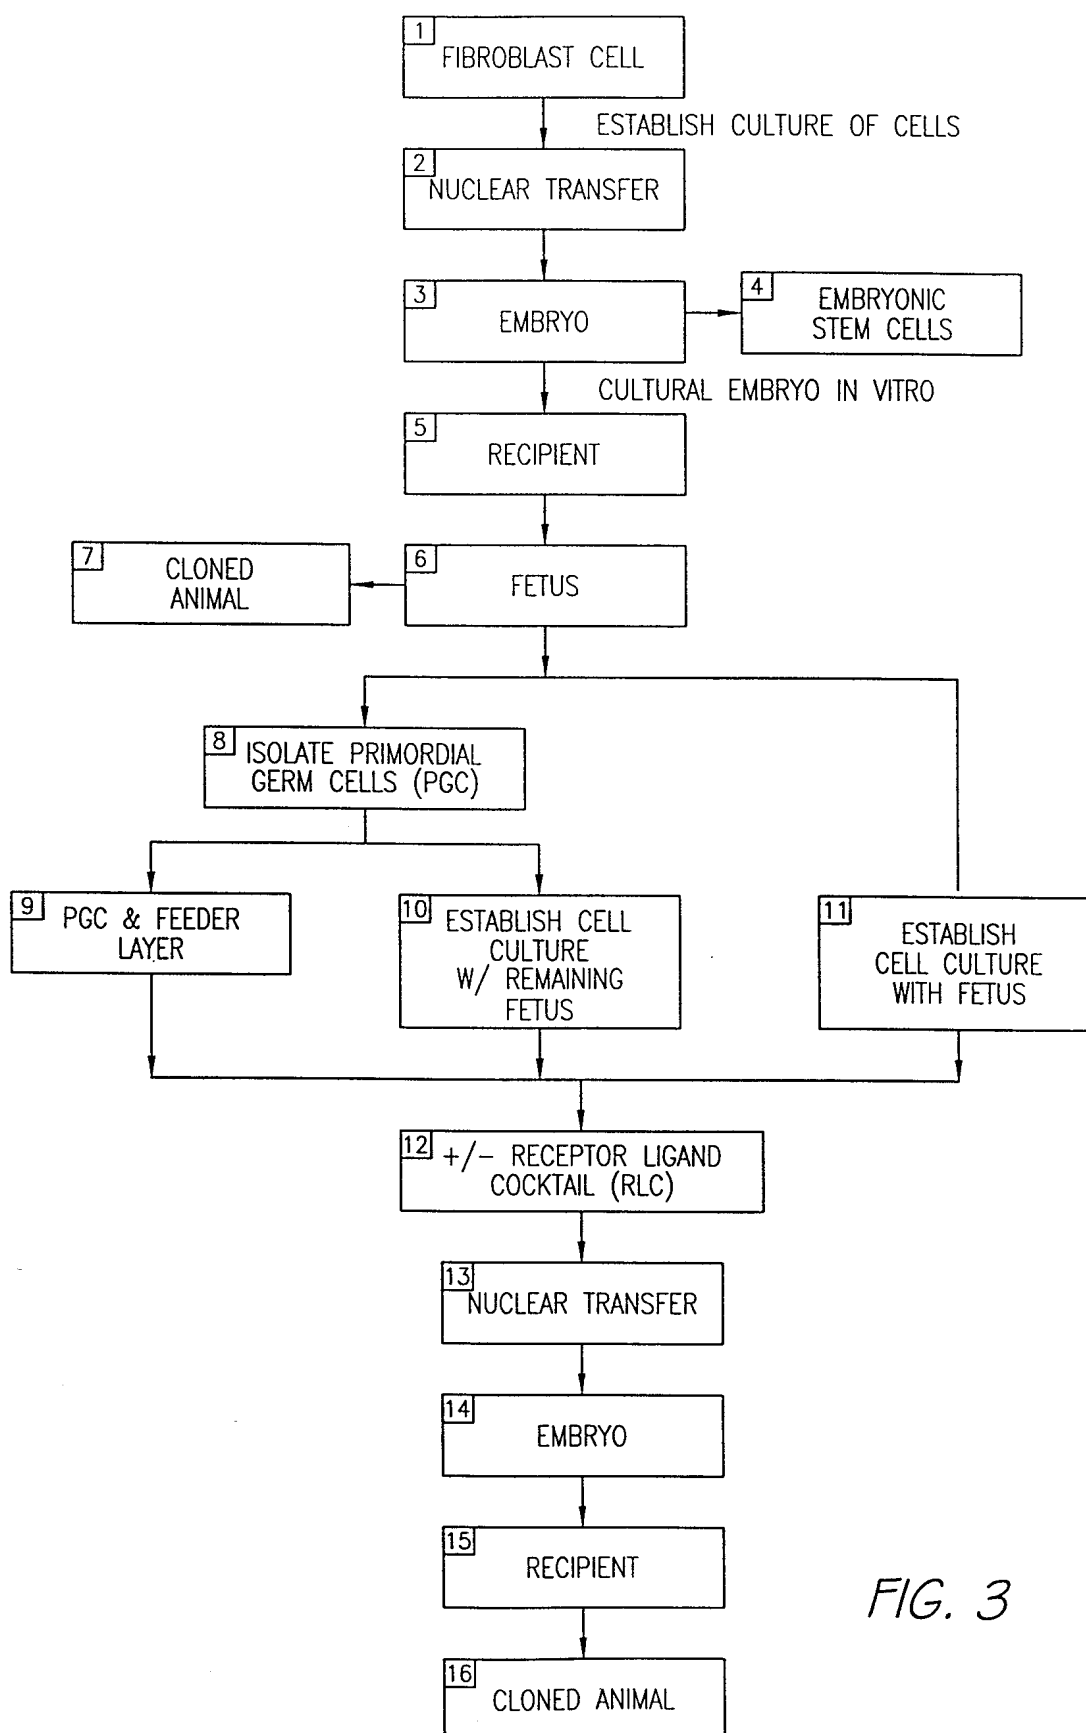 1
FIBROBLAST CELL
ESTABLISH CULTURE OF CELLS
2
NUCLEAR TRANSFER
3
EMBRYO
4
EMBRYONIC
STEM CELLS
CULTURAL EMBRYO IN VITRO
5
RECIPIENT
6
FETUS
7
CLONED
ANIMAL
8
ISOLATE PRIMORDIAL
GERM CELLS (PGC)
9
PGC & FEEDER
LAYER
10
ESTABLISH CELL
CULTURE
W/ REMAINING
FETUS
11
ESTABLISH
CELL CULTURE
WITH FETUS
12
+/- RECEPTOR LIGAND
COCKTAIL (RLC)
13
NUCLEAR TRANSFER
14
EMBRYO
15
RECIPIENT
16
CLONED ANIMAL
FIG. 3